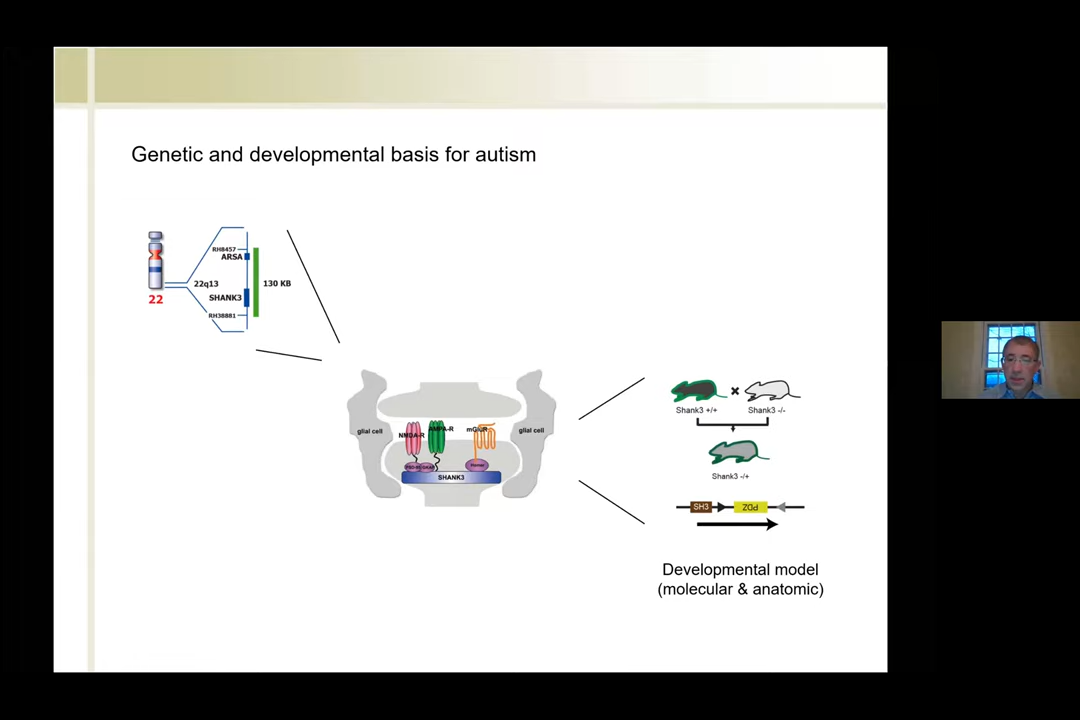 Genetic and developmental basis for autism
RH8457
ARSA
22q13
130 KB
22
SHANK3
RH38881
glial cell
NMDA-R
AMPA-R
mGluR
glial cell
Homer
SHANK3
Shank3 +/+
Shank3 -/-
Shank3 -/+
SH3
PDZ
Developmental model
(molecular & anatomic)